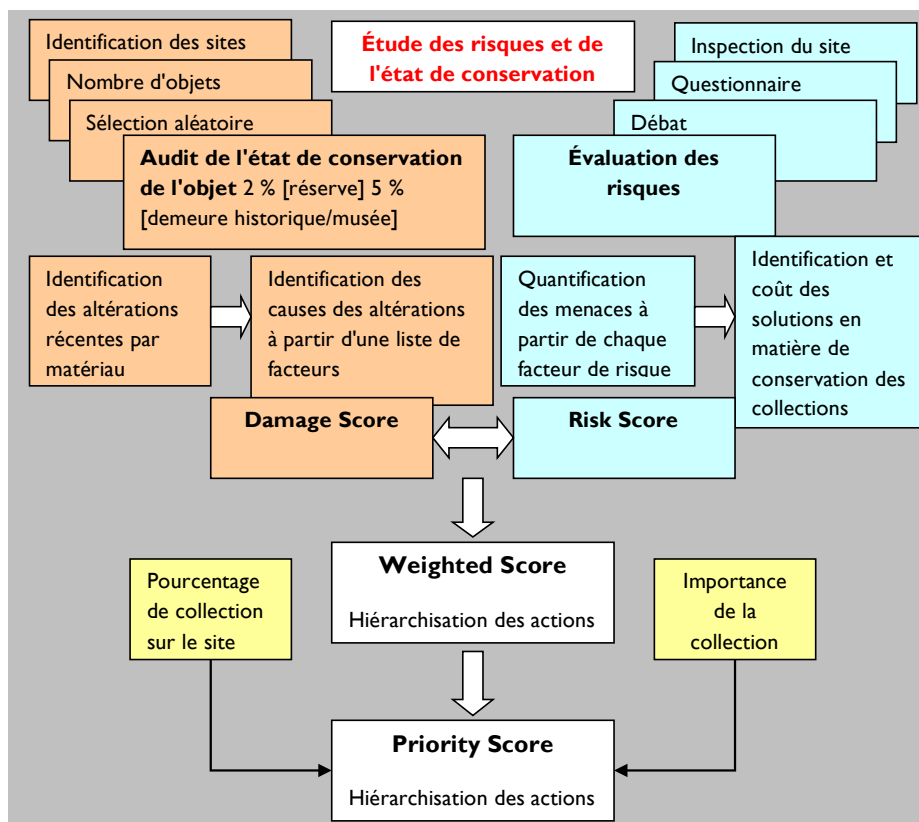 Identification des sites
Nombre d'objets
Sélection aléatoire
Audit de l'état de conservation
de l'objet 2 % [réserve] 5 %
[demeure historique/musée]
Étude des risques et de
l'état de conservation
Inspection du site
Questionnaire
Débat
Évaluation des
risques
Identification
des altérations
récentes par
matériau
Identification des
causes des altérations
à partir d'une liste de
facteurs
Quantification
des menaces à
partir de chaque
facteur de risque
Identification et
coût des
solutions en
matière de
conservation des
collections
Damage Score
Risk Score
Weighted Score
Hiérarchisation des actions
Pourcentage
de collection
sur le site
Importance
de la
collection
Priority Score
Hiérarchisation des actions